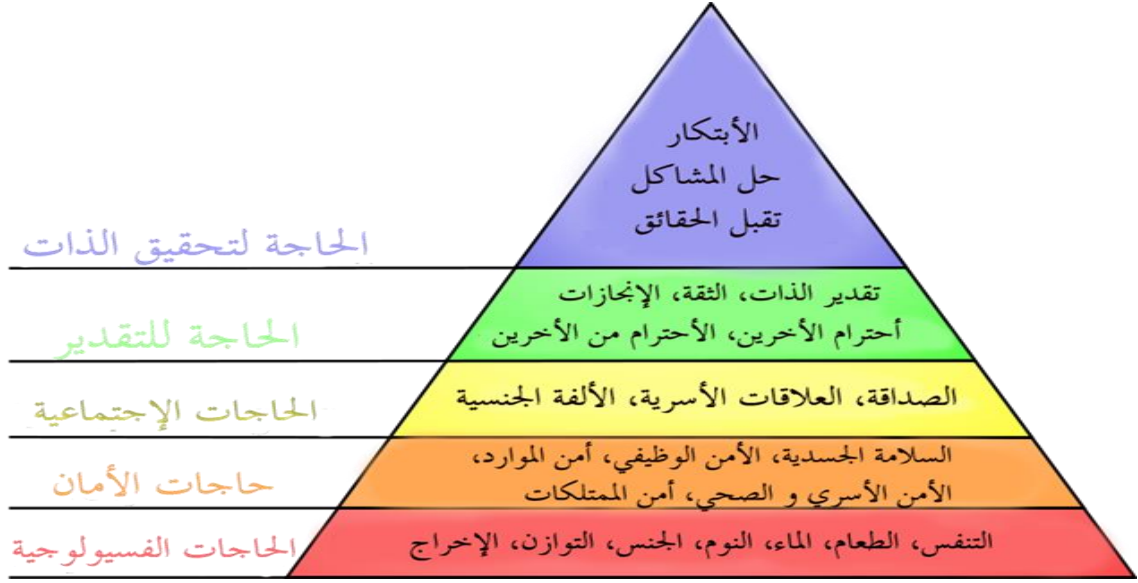 الأبتكار
حل المشاكل
تقبل الحقائق
الحاجة لتحقيق الذات
تقدير الذات، الثقة، الإنجازات
أحترام الأخرين، الأحترام من الأخرين
الحاجة للتقدير
الصداقة، العلاقات الأسرية، الألفة الجنسية
الحاجات الإجتماعية
السلامة الجسدية، الأمن الوظيفي، أمن الموارد،
الأمن الأسري و الصحي، أمن الممتلكات
حاجات الأمان
التنفس، الطعام، الماء، النوم، الجنس، التوازن، الإخراج
الحاجات الفسيولوجية